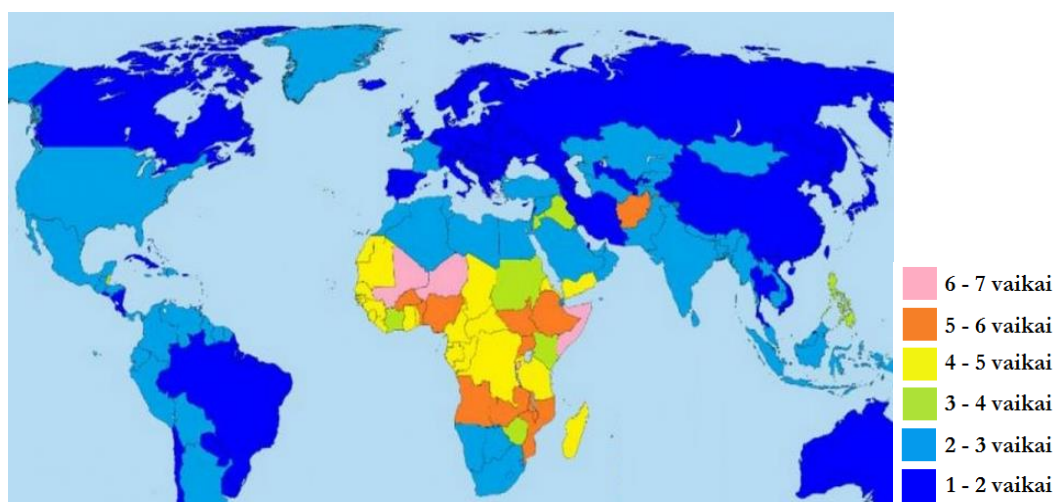 6 - 7 vaikai
5 - 6 vaikai
4 - 5 vaikai
3 - 4 vaikai
2 - 3 vaikai
1 - 2 vaikai